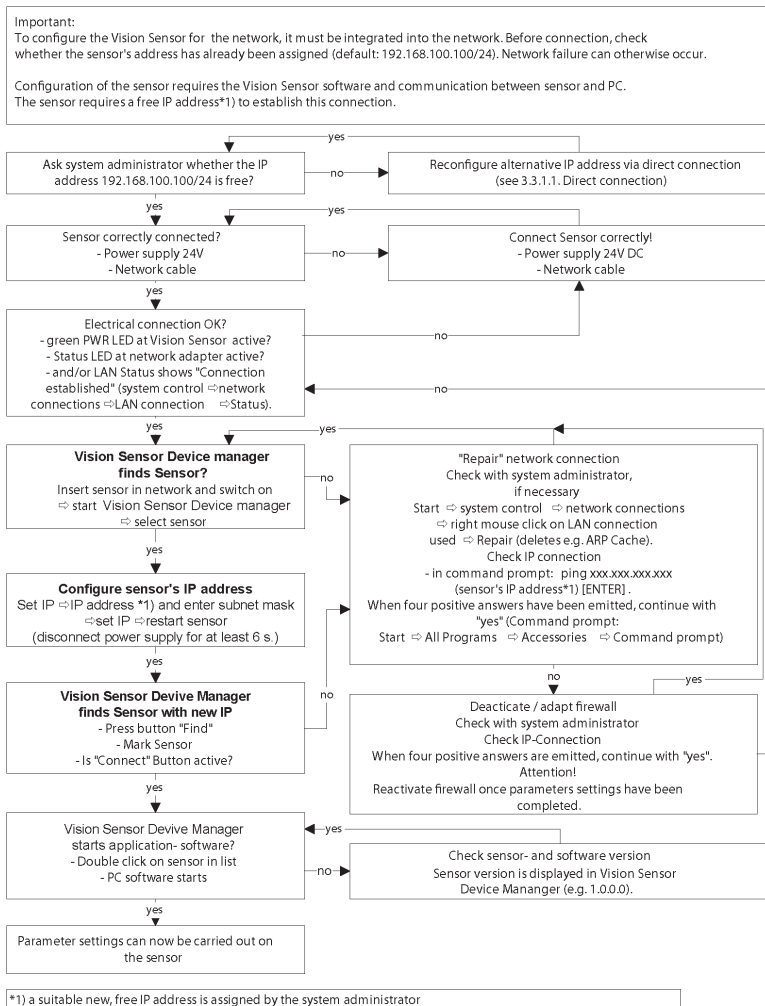 Important:
To configure the Vision Sensor for the network, it must be integrated into the network. Before connection, check
whether the sensor's address has already been assigned (default: 192.168.100.100/24). Network failure can otherwise occur.
Configuration of the sensor requires the Vision Sensor software and communication between sensor and PC.
The sensor requires a free IP address*1) to establish this connection.
yes
Ask system administrator whether the IP
address 192.168.100.100/24 is free?
no
Reconfigure alternative IP address via direct connection
(see 3.3.1.1. Direct connection)
yes
yes
Sensor correctly connected?
- Power supply 24V
- Network cable
no
Connect Sensor correctly!
- Power supply 24V DC
- Network cable
yes
Electrical connection OK?
- green PWR LED at Vision Sensor active?
- Status LED at network adapter active?
- and/or LAN Status shows "Connection
established" (system control ⇨network
connections ⇨LAN connection ⇨Status).
no
no
yes
yes
Vision Sensor Device manager
finds Sensor?
Insert sensor in network and switch on
⇨ start Vision Sensor Device manager
⇨ select sensor
no
"Repair" network connection
Check with system administrator,
if necessary
Start ⇨ system control ⇨ network connections
⇨ right mouse click on LAN connection
used ⇨ Repair (deletes e.g. ARP Cache).
Check IP connection
- in command prompt: ping xxx.xxx.xxx.xxx
(sensor's IP address*1) [ENTER] .
When four positive answers have been emitted, continue with
"yes" (Command prompt:
Start ⇨ All Programs ⇨ Accessories ⇨ Command prompt)
yes
Configure sensor's IP address
Set IP ⇨IP address *1) and enter subnet mask
⇨set IP ⇨restart sensor
(disconnect power supply for at least 6 s.)
yes
no
no
yes
Vision Sensor Devive Manager
finds Sensor with new IP
- Press button "Find"
- Mark Sensor
- Is "Connect" Button active?
Deacticate / adapt firewall
Check with system administrator
Check IP-Connection
When four positive answers are emitted, continue with "yes".
Attention!
Reactivate firewall once parameters settings have been
completed.
yes
yes
Vision Sensor Devive Manager
starts application- software?
- Double click on sensor in list
- PC software starts
no
Check sensor- and software version
Sensor version is displayed in Vision Sensor
Device Mananger (e.g. 1.0.0.0).
yes
Parameter settings can now be carried out on
the sensor
*1) a suitable new, free IP address is assigned by the system administrator